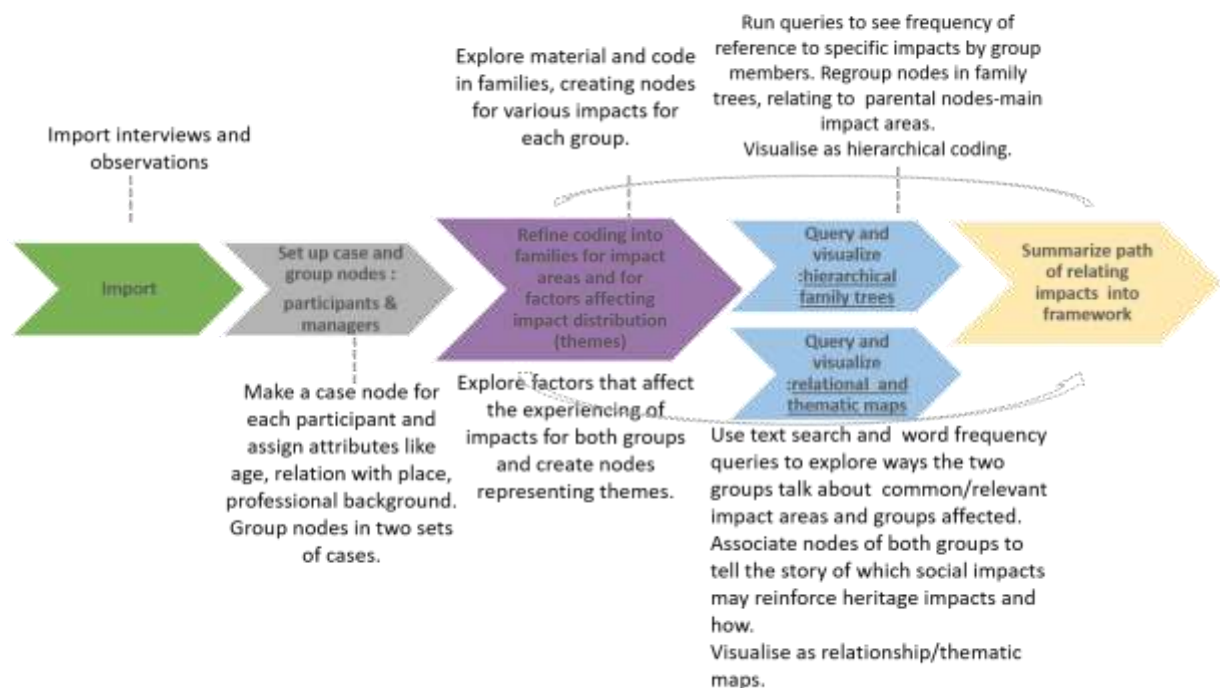 Import interviews and
observations
Explore material and code
in families, creating nodes
for various impacts for
each group.
Run queries to see frequency of
reference to specific impacts by group
members. Regroup nodes in family
trees, relating to parental nodes-main
impact areas.
Visualise as hierarchical coding.
Import
Set up case and
group nodes :
participants &
managers
Refine coding into
families for impact
areas and for
factors affecting
impact distribution
(themes)
Query and
visualize
:hierarchical
family trees
Query and
visualize
:relational and
thematic maps
Summarize path
of relating
impacts into
framework
Make a case node for
each participant and
assign attributes like
age, relation with place,
professional background.
Group nodes in two sets
of cases.
Explore factors that affect
the experiencing of
impacts for both groups
and create nodes
representing themes.
Use text search and word frequency
queries to explore ways the two
groups talk about common/relevant
impact areas and groups affected.
Associate nodes of both groups to
tell the story of which social impacts
may reinforce heritage impacts and
how.
Visualise as relationship/thematic
maps.